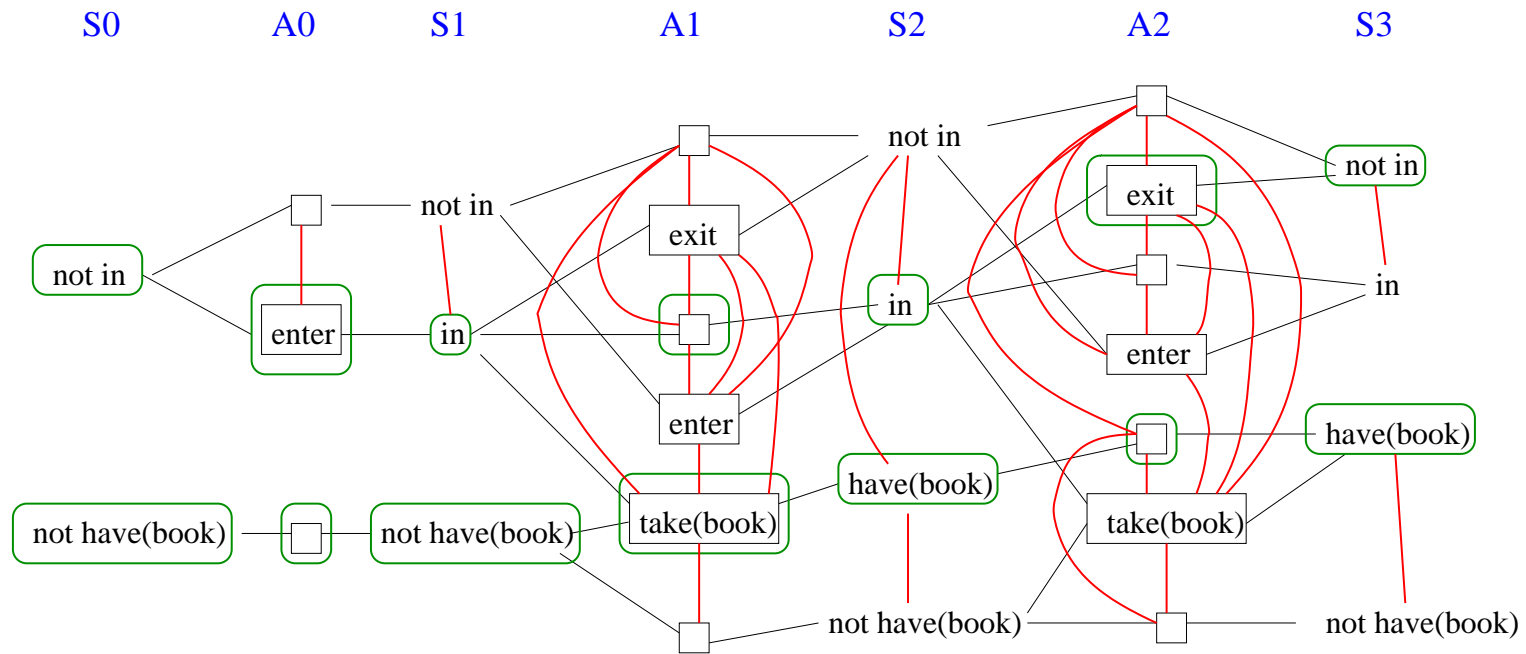 S0 A0 S1 A1 S2 A2 S3
not in
not have(book)
enter
not in
in
not have(book)
exit
enter
take(book)
not in
in
have(book)
not have(book)
exit
enter
take(book)
not in
in
have(book)
not have(book)